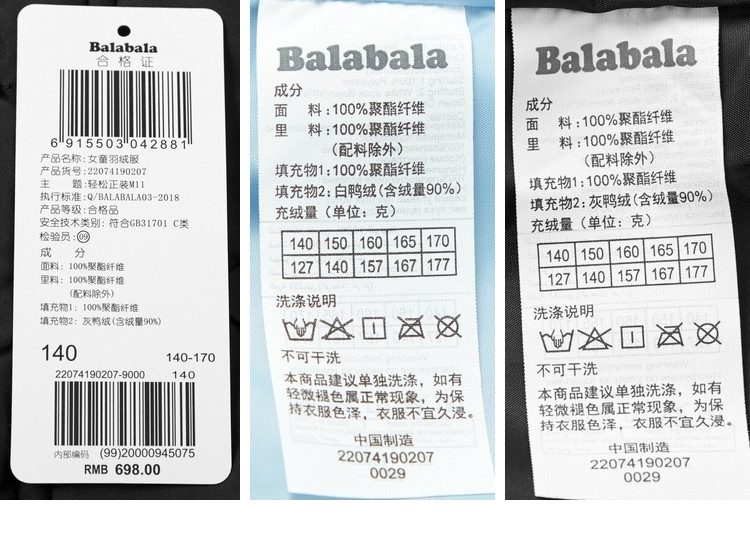 Balabala
合格证
6 915503 042881
产品名称:女童羽绒服
产品货号:22074190207
主 题:轻松正装M11
执行标准:Q/BALABALA03-2018
产品等级:合格品
安全技术类别:符合GB31701 C类
检验员:09
成 分
面料: 100%聚酯纤维
里料: 100%聚酯纤维
(配料除外)
填充物1: 100%聚酯纤维
填充物2: 灰鸭绒(含绒量90%)
140 140-170
22074190207-9000 140
内部编码 (99)20000945075
RMB 698.00
Balabala
成分
面 料:100%聚酯纤维
里 料:100%聚酯纤维
(配料除外)
填充物1:100%聚酯纤维
填充物2:白鸭绒(含绒量90%)
充绒量(单位:克)
140 150 160 165 170
127 140 157 167 177
洗涤说明
不可干洗
本商品建议单独洗涤，如有
轻微褪色属正常现象，为保
持衣服色泽，衣服不宜久浸。
中国制造
22074190207
0029
Balabala
成分
面 料:100%聚酯纤维
里 料:100%聚酯纤维
(配料除外)
填充物1:100%聚酯纤维
填充物2:灰鸭绒(含绒量90%)
充绒量(单位:克)
140 150 160 165 170
127 140 157 167 177
洗涤说明
不可干洗
本商品建议单独洗涤，如有
轻微褪色属正常现象，为保
持衣服色泽，衣服不宜久浸。
中国制造
22074190207
0029